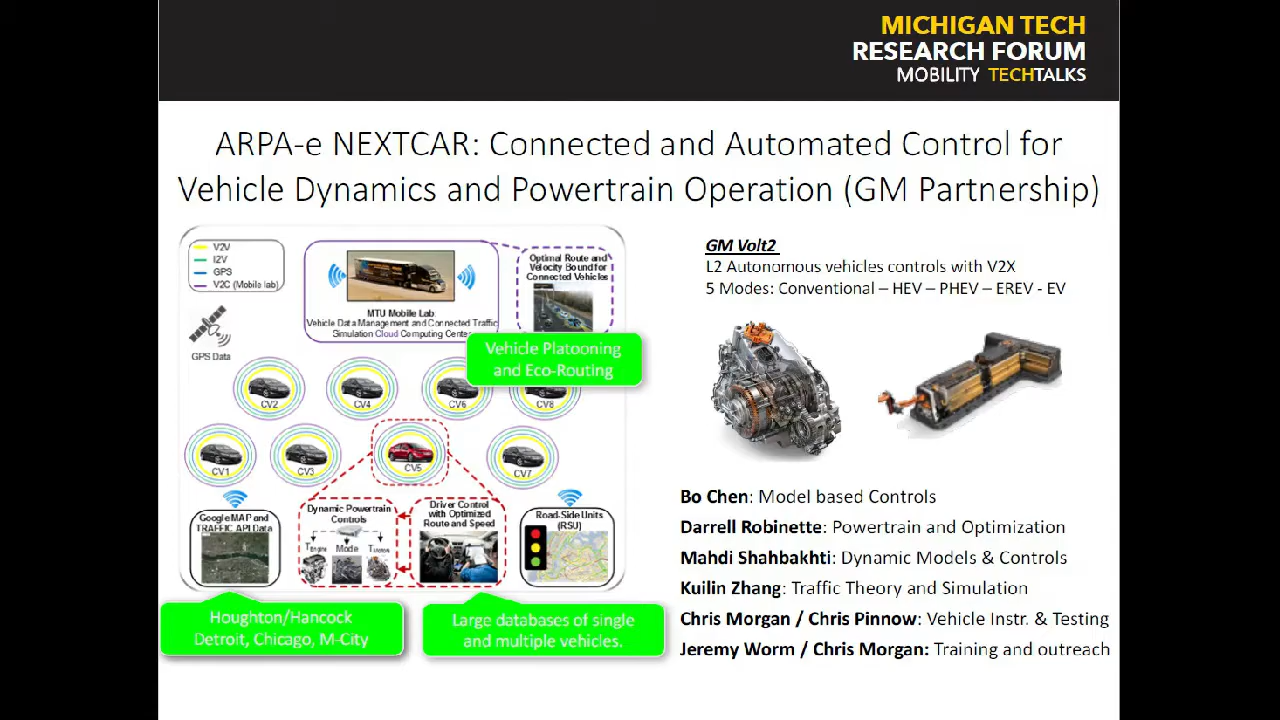 MICHIGAN TECH
RESEARCH FORUM
MOBILITY TECHTALKS
ARPA-e NEXTCAR: Connected and Automated Control for
Vehicle Dynamics and Powertrain Operation (GM Partnership)
V2V
I2V
GPS
V2C (Mobile lab)
GPS Data
MTU Mobile Lab:
Vehicle Data Management and Connected Traffic
Simulation Cloud Computing Center
Optimal Route and
Velocity Bound for
Connected Vehicles
Vehicle Platooning
and Eco-Routing
CV2
CV4
CV6
CV8
CV1
CV3
CV5
CV7
Google MAP and
TRAFFIC API Data
Dynamic Powertrain
Controls
Mode
Driver Control
with Optimized
Route and Speed
Road-Side Units
(RSU)
Houghton/Hancock
Detroit, Chicago, M-City
Large databases of single
and multiple vehicles.
GM Volt2
L2 Autonomous vehicles controls with V2X
5 Modes: Conventional – HEV – PHEV – EREV - EV
Bo Chen: Model based Controls
Darrell Robinette: Powertrain and Optimization
Mahdi Shahbakhti: Dynamic Models & Controls
Kuilin Zhang: Traffic Theory and Simulation
Chris Morgan / Chris Pinnow: Vehicle Instr. & Testing
Jeremy Worm / Chris Morgan: Training and outreach